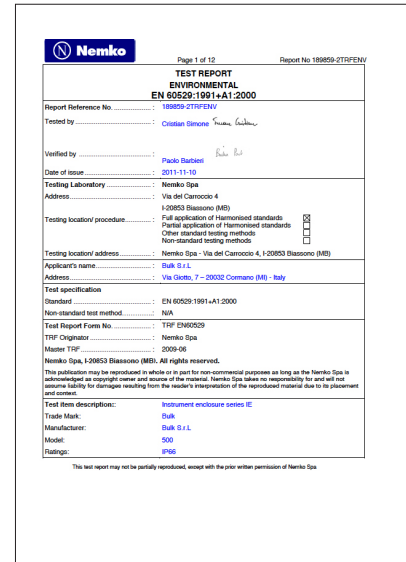 N Nemko
Page 1 of 12 Report No 189859-2TRFENV
TEST REPORT
ENVIRONMENTAL
EN 60529:1991+A1:2000
Report Reference No. .................. : 189859-2TRFENV
Tested by .................................... : Cristian Simone
Verified by ................................... :
Paolo Barbieri
Date of issue ................................ : 2011-11-10
Testing Laboratory .................... : Nemko Spa
Address ....................................... : Via del Carroccio 4
I-20853 Biassono (MB)
Testing location/ procedure ............ : Full application of Harmonised standards ☒
Partial application of Harmonised standards ☐
Other standard testing methods ☐
Non-standard testing methods ☐
Testing location/ address ............... : Nemko Spa - Via del Carroccio 4, I-20853 Biassono (MB)
Applicant's name .......................... : Bulk S.r.L
Address ....................................... : Via Giotto, 7 – 20032 Cormano (MI) - Italy
Test specification
Standard ...................................... : EN 60529:1991+A1:2000
Non-standard test method .............. : N/A
Test Report Form No. .................. : TRF EN60529
TRF Originator .............................. : Nemko Spa
Master TRF ................................... : 2009-06
Nemko Spa, I-20853 Biassono (MB). All rights reserved.
This publication may be reproduced in whole or in part for non-commercial purposes as long as the Nemko Spa is
acknowledged as copyright owner and source of the material. Nemko Spa takes no responsibility for and will not
assume liability for damages resulting from the reader's interpretation of the reproduced material due to its placement
and context.
Test item description:: Instrument enclosure series IE
Trade Mark: Bulk
Manufacturer: Bulk S.r.L
Model: 500
Ratings: IP66
This test report may not be partially reproduced, except with the prior written permission of Nemko Spa